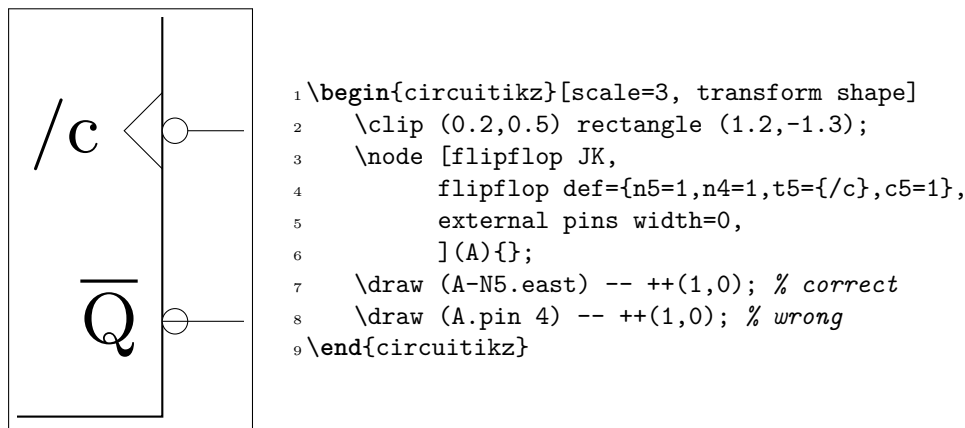 /c
Q
1 \begin{circuitikz}[scale=3, transform shape]
2     \clip (0.2,0.5) rectangle (1.2,-1.3);
3     \node [flipflop JK,
4            flipflop def={n5=1,n4=1,t5={/c},c5=1},
5            external pins width=0,
6            ](A){};
7     \draw (A-N5.east) -- ++(1,0); % correct
8     \draw (A.pin 4) -- ++(1,0); % wrong
9 \end{circuitikz}